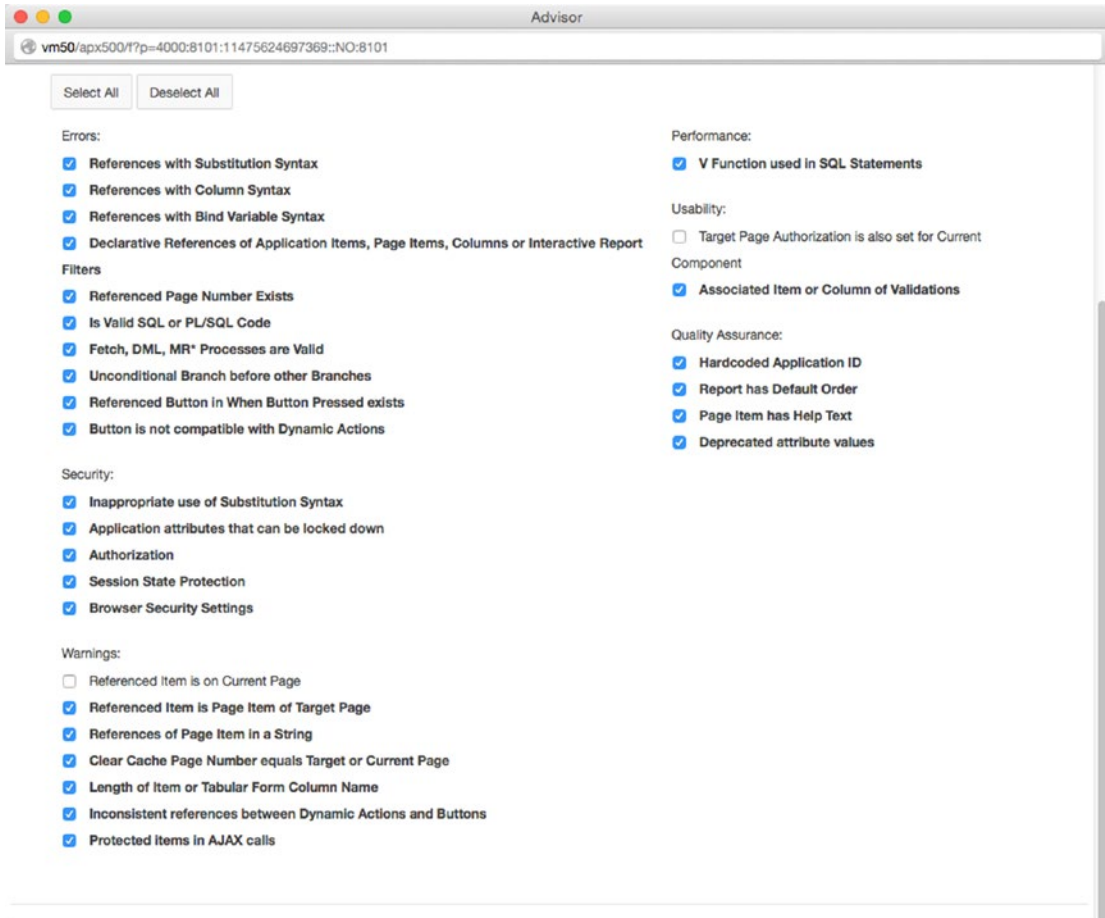 Advisor
vm50/apx500/f?p=4000:8101:11475624697369::NO:8101
Select All
Deselect All
Errors:
References with Substitution Syntax
References with Column Syntax
References with Bind Variable Syntax
Declarative References of Application Items, Page Items, Columns or Interactive Report
Filters
Referenced Page Number Exists
Is Valid SQL or PL/SQL Code
Fetch, DML, MR* Processes are Valid
Unconditional Branch before other Branches
Referenced Button in When Button Pressed exists
Button is not compatible with Dynamic Actions
Security:
Inappropriate use of Substitution Syntax
Application attributes that can be locked down
Authorization
Session State Protection
Browser Security Settings
Warnings:
Referenced Item is on Current Page
Referenced Item is Page Item of Target Page
References of Page Item in a String
Clear Cache Page Number equals Target or Current Page
Length of Item or Tabular Form Column Name
Inconsistent references between Dynamic Actions and Buttons
Protected items in AJAX calls
Performance:
V Function used in SQL Statements
Usability:
Target Page Authorization is also set for Current
Component
Associated Item or Column of Validations
Quality Assurance:
Hardcoded Application ID
Report has Default Order
Page Item has Help Text
Deprecated attribute values